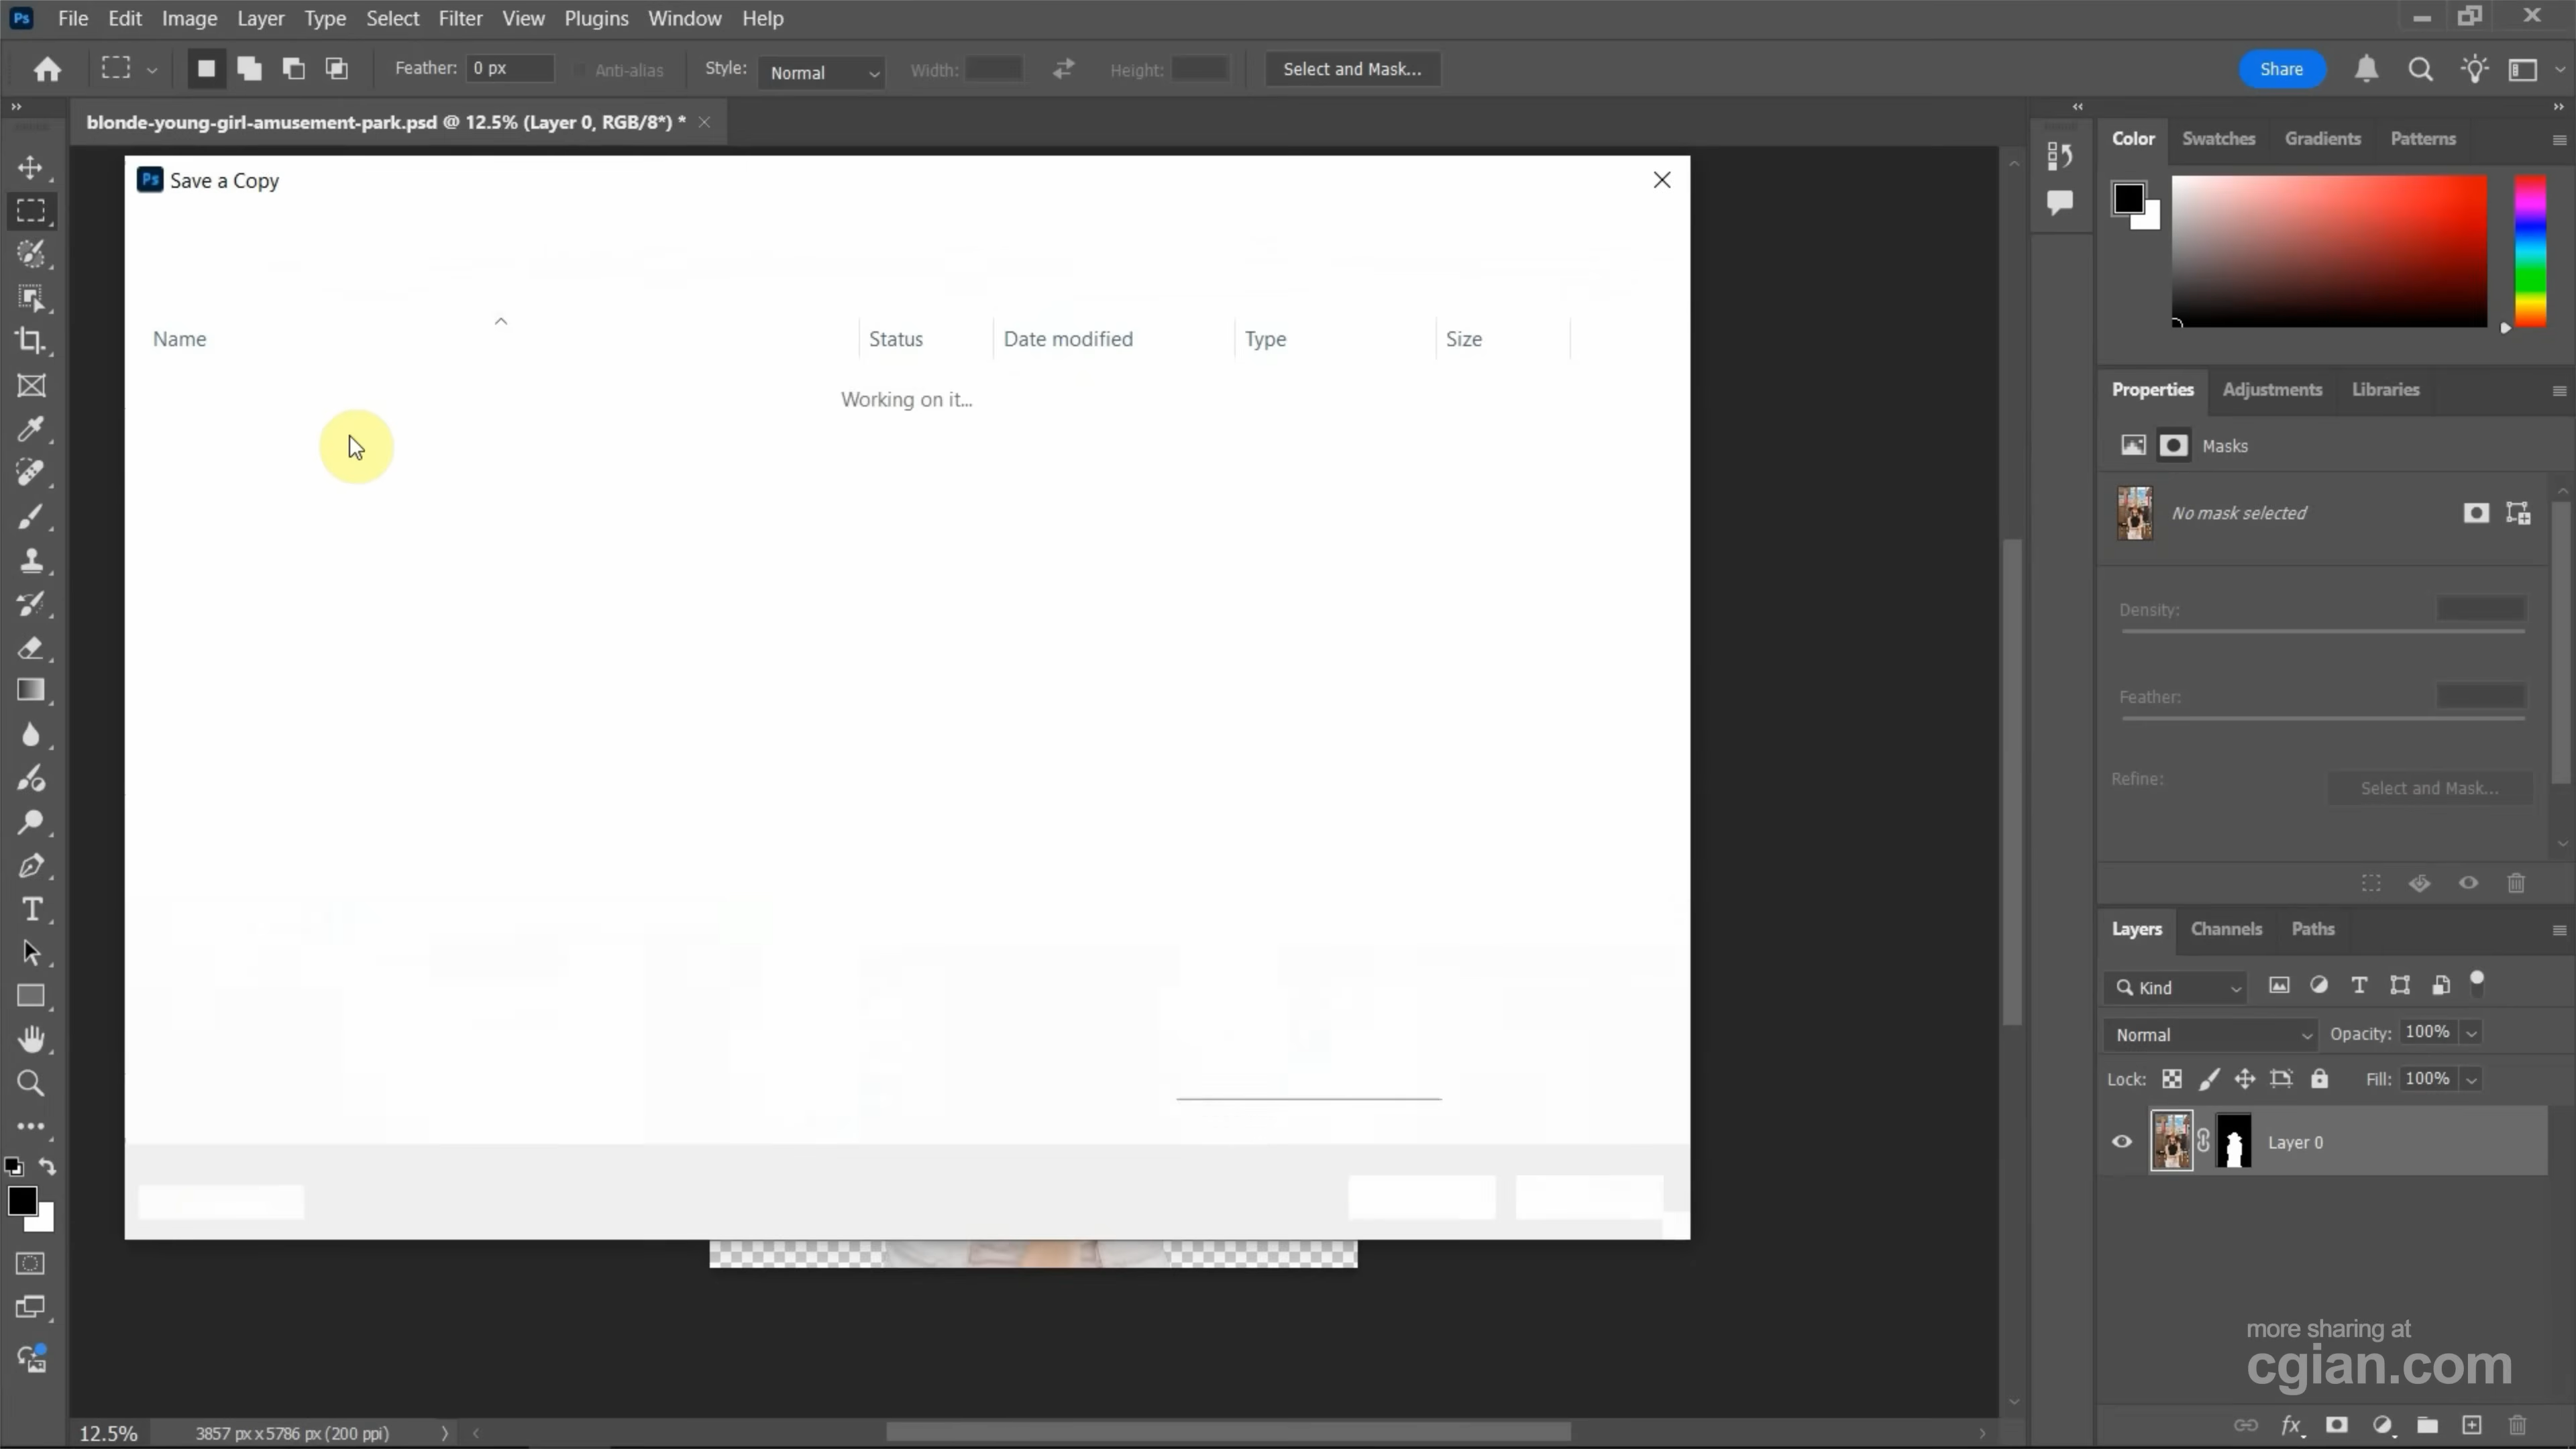 Ps File Edit Image Layer Type Select Filter View Plugins Window Help
Feather: 0 px Anti-alias Style: Normal Width: Height: Select and Mask... Share
blonde-young-girl-amusement-park.psd @ 12.5% (Layer 0, RGB/8*) *
Color Swatches Gradients Patterns
Ps Save a Copy
Name Status Date modified Type Size
Working on it...
Properties Adjustments Libraries
Masks
No mask selected
Density:
Feather:
Refine: Select and Mask...
Layers Channels Paths
Kind
Normal Opacity: 100%
Lock: Fill: 100%
Layer 0
more sharing at
cgian.com
12.5% 3857 px x 5786 px (200 ppi)